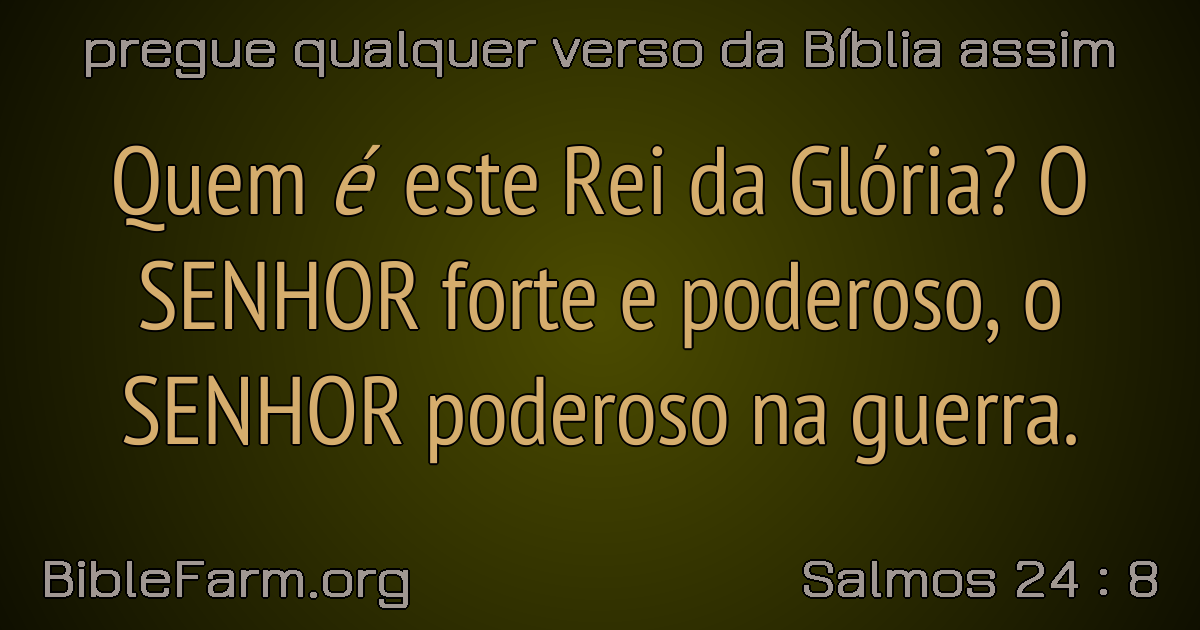 pregue qualquer verso da Bíblia assim
Quem é este Rei da Glória? O
SENHOR forte e poderoso, o
SENHOR poderoso na guerra.
BibleFarm.org
Salmos 24 : 8